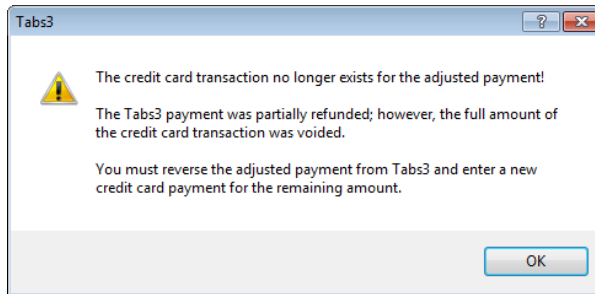 Tabs3
The credit card transaction no longer exists for the adjusted payment!
The Tabs3 payment was partially refunded; however, the full amount of
the credit card transaction was voided.
You must reverse the adjusted payment from Tabs3 and enter a new
credit card payment for the remaining amount.
OK